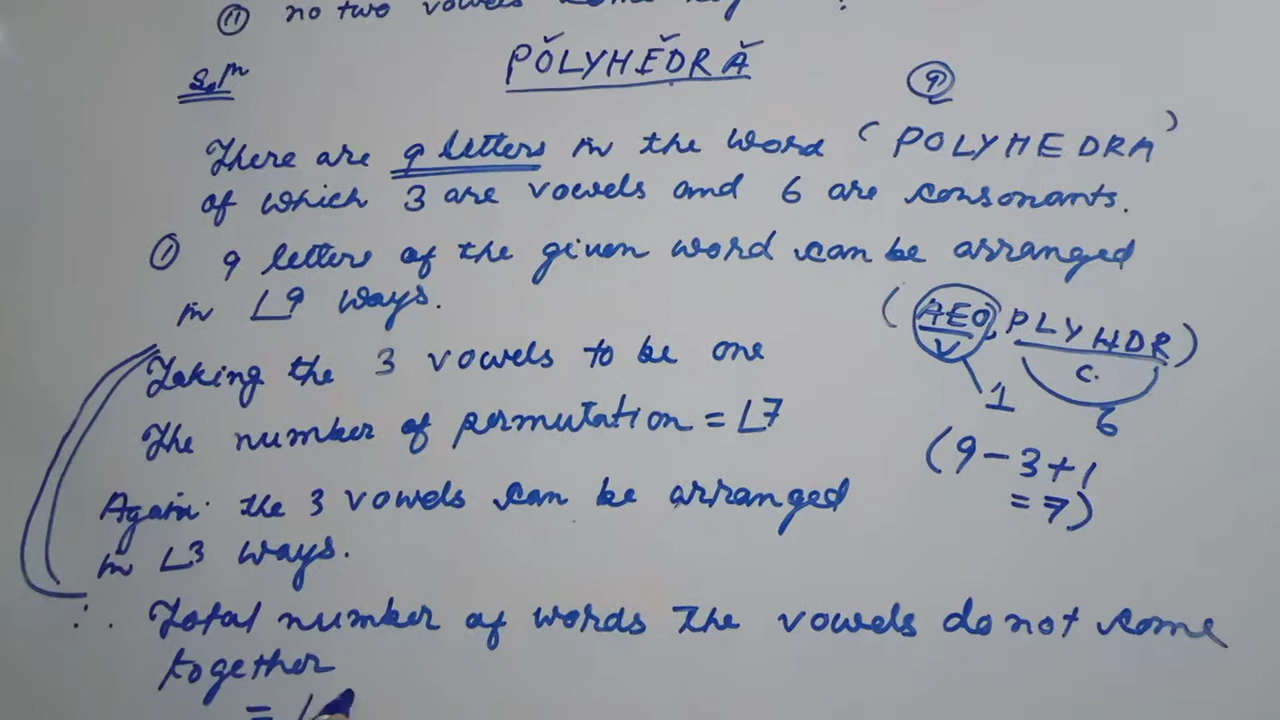 (ii) no two vowels come
POLYHEDRA
Solⁿ
(9)
There are 9 letters in the word 'POLYHEDRA'
of which 3 are vowels and 6 are consonants.
(i) 9 letters of the given word can be arranged
in ∟9 ways.
(AEO, PLYHDR)
V
C.
1
6
Taking the 3 vowels to be one
The number of permutation = ∟7
(9-3+1
=7)
Again the 3 vowels can be arranged
in ∟3 ways.
∴ Total number of words the vowels do not come
together
=